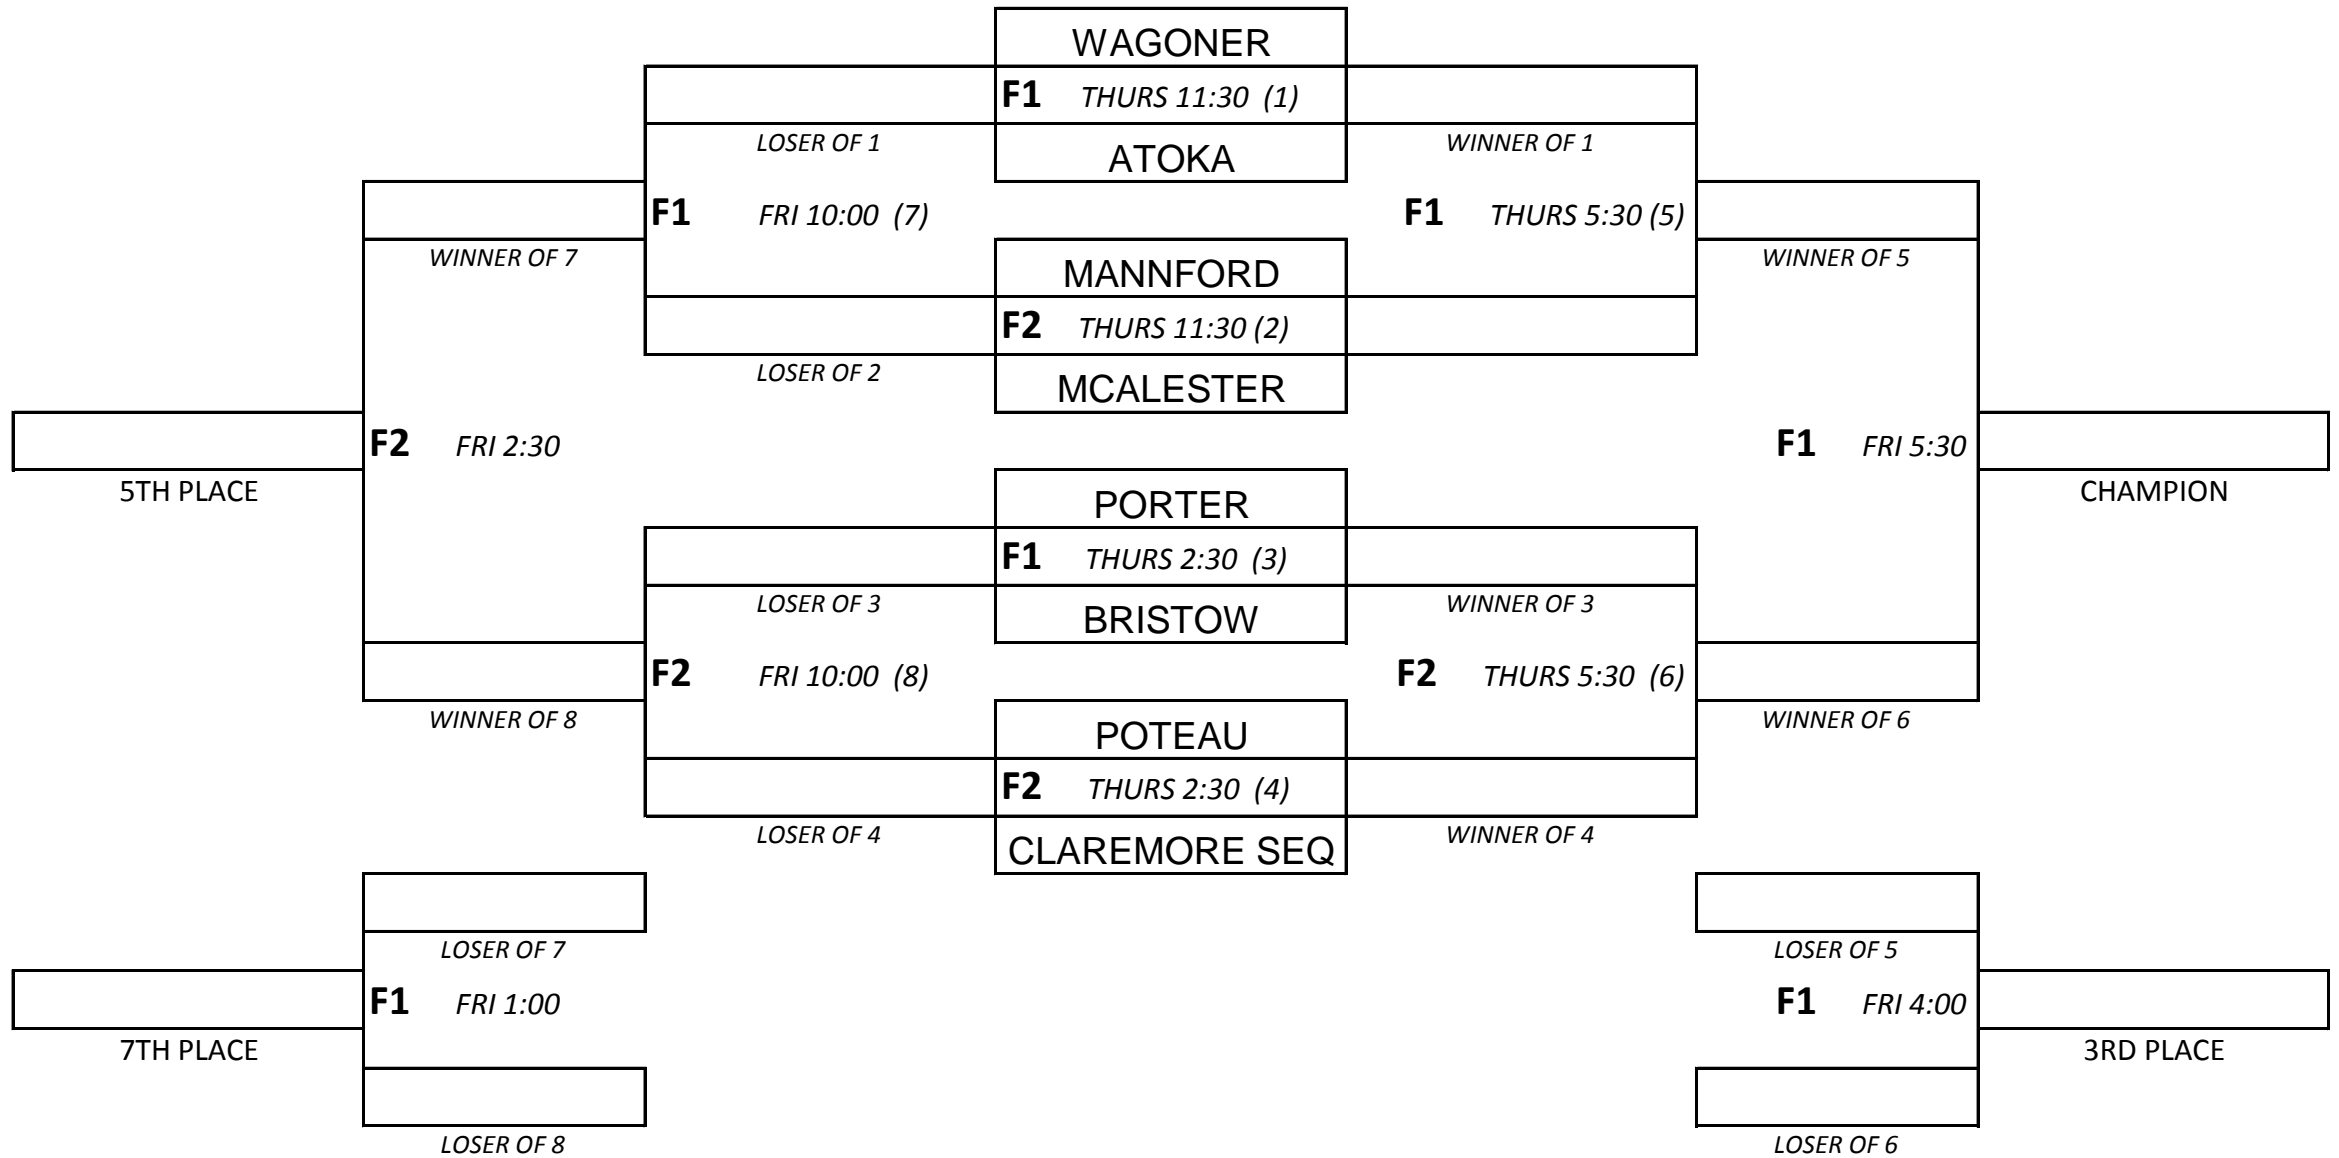 WAGONER
F1 THURS 11:30 (1)
LOSER OF 1 WINNER OF 1
ATOKA
F1 FRI 10:00 (7) F1 THURS 5:30 (5)
WINNER OF 7 WINNER OF 5
MANNFORD
F2 THURS 11:30 (2)
LOSER OF 2
MCALESTER
F2 FRI 2:30 F1 FRI 5:30
5TH PLACE CHAMPION
PORTER
F1 THURS 2:30 (3)
LOSER OF 3 WINNER OF 3
BRISTOW
F2 FRI 10:00 (8) F2 THURS 5:30 (6)
WINNER OF 8 WINNER OF 6
POTEAU
F2 THURS 2:30 (4)
LOSER OF 4 WINNER OF 4
CLAREMORE SEQ
LOSER OF 7 LOSER OF 5
F1 FRI 1:00 F1 FRI 4:00
7TH PLACE 3RD PLACE
LOSER OF 8 LOSER OF 6